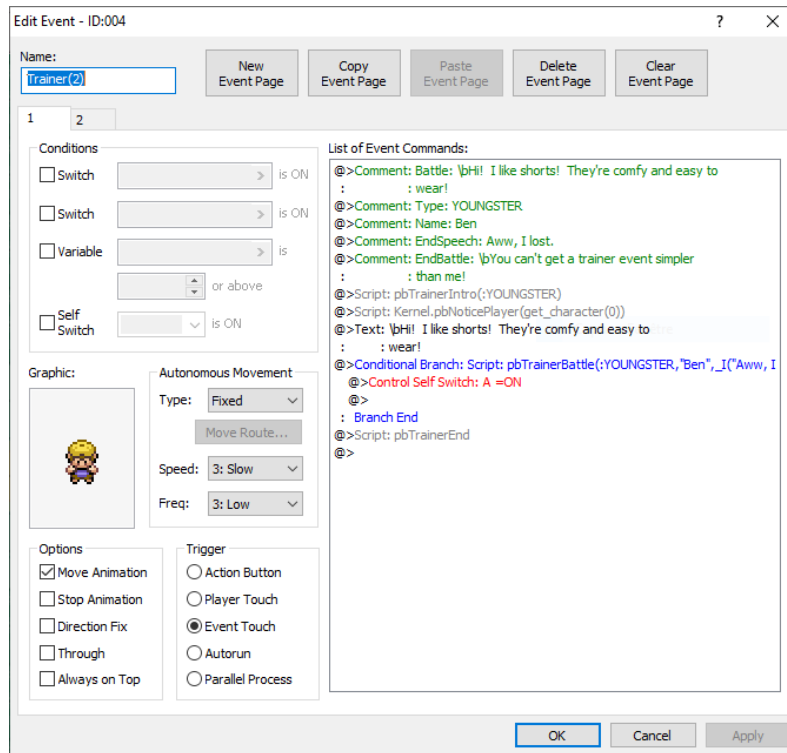 Edit Event - ID:004
? ×
Name:
Trainer(2)
New
Event Page
Copy
Event Page
Paste
Event Page
Delete
Event Page
Clear
Event Page
1 2
Conditions
Switch is ON
Switch is ON
Variable is
or above
Self
Switch is ON
Graphic:
Autonomous Movement
Type: Fixed
Move Route...
Speed: 3: Slow
Freq: 3: Low
Options
Move Animation
Stop Animation
Direction Fix
Through
Always on Top
Trigger
Action Button
Player Touch
Event Touch
Autorun
Parallel Process
List of Event Commands:
@>Comment: Battle: \bHi!  I like shorts!  They're comfy and easy to
 :               : wear!
@>Comment: Type: YOUNGSTER
@>Comment: Name: Ben
@>Comment: EndSpeech: Aww, I lost.
@>Comment: EndBattle: \bYou can't get a trainer event simpler
 :               : than me!
@>Script: pbTrainerIntro(:YOUNGSTER)
@>Script: Kernel.pbNoticePlayer(get_character(0))
@>Text: \bHi!  I like shorts!  They're comfy and easy to
 :         : wear!
@>Conditional Branch: Script: pbTrainerBattle(:YOUNGSTER,"Ben",_I("Aww, I
@>Control Self Switch: A =ON
@>
 :  Branch End
@>Script: pbTrainerEnd
@>
OK Cancel Apply